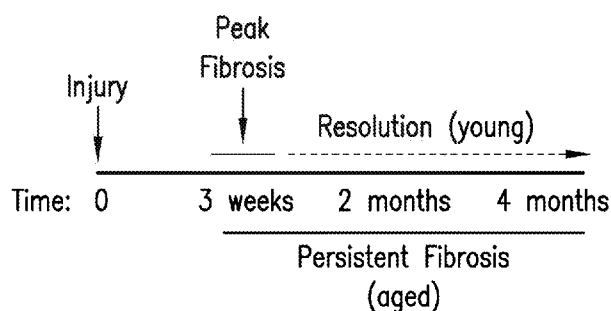 Peak
Fibrosis
Injury
Resolution (young)
Time: 0 3 weeks 2 months 4 months
Persistent Fibrosis
(aged)